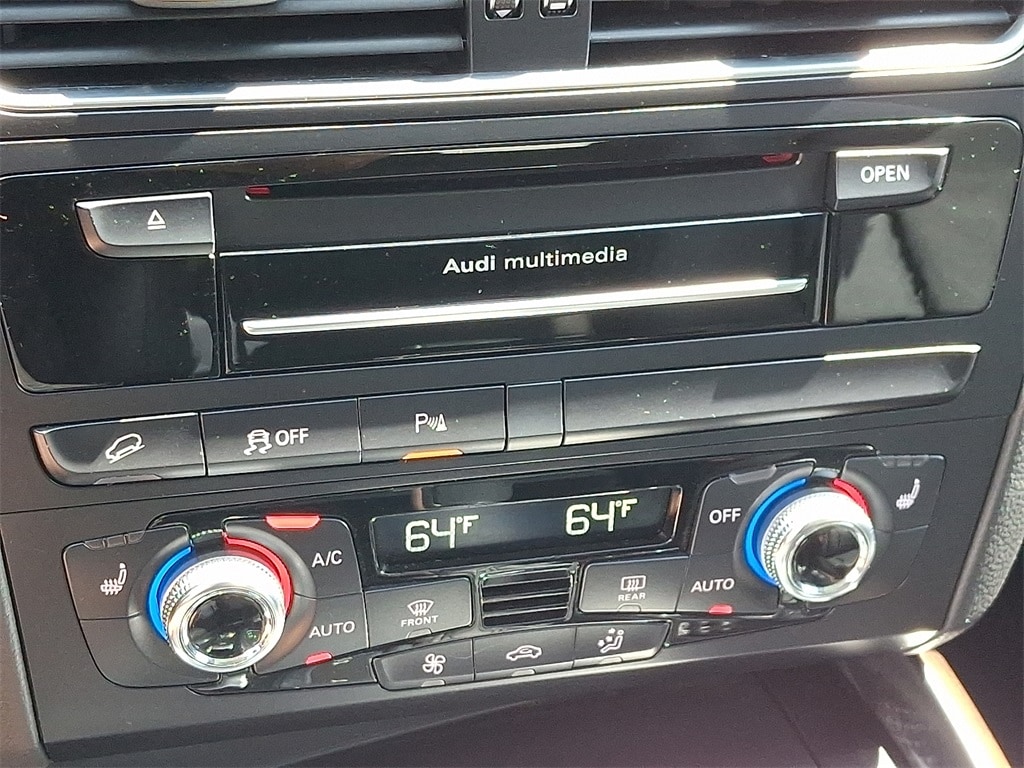 OPEN
Audi multimedia
OFF
P
64°F 64°F
OFF
A/C
AUTO
REAR
FRONT
AUTO